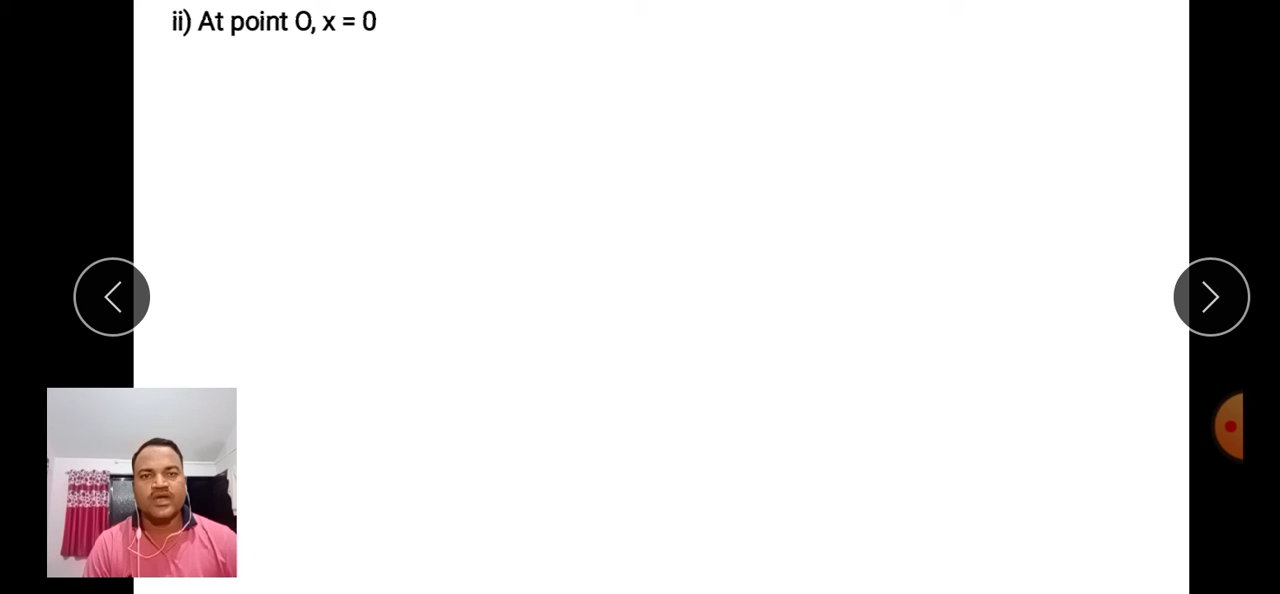 ii) At point O, x = 0